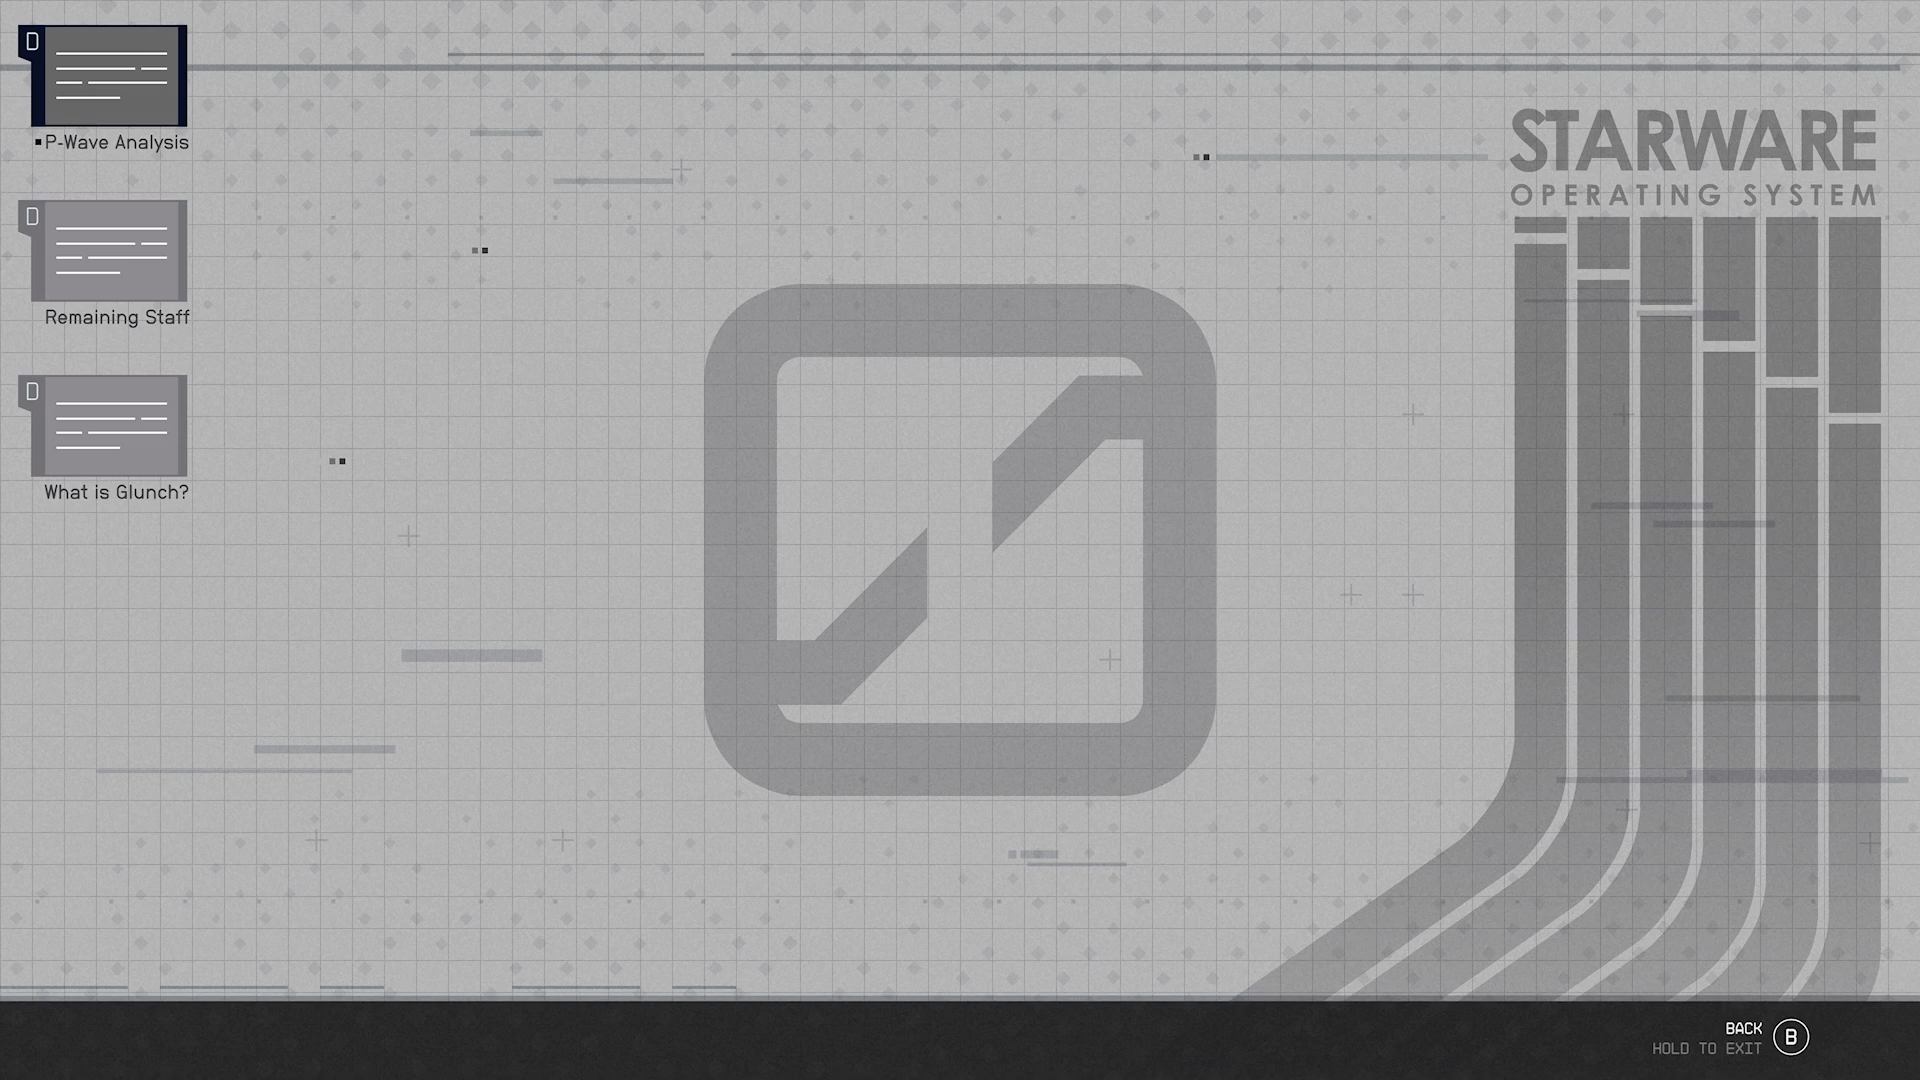 D
P-Wave Analysis
D
Remaining Staff
D
What is Glunch?
STARWARE
OPERATING SYSTEM
BACK
HOLD TO EXIT
B